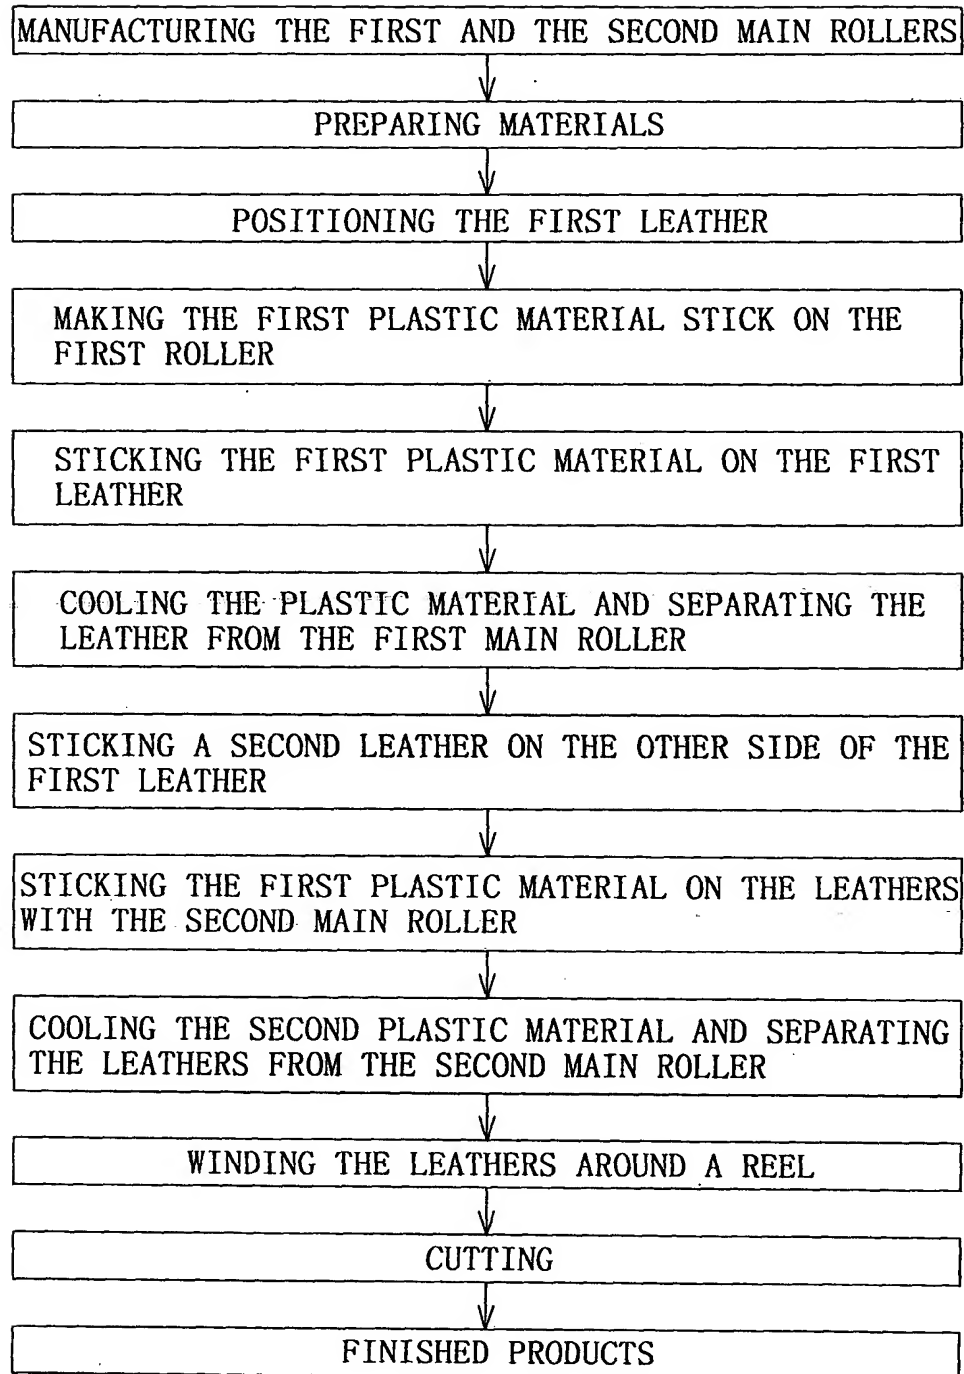 MANUFACTURING THE FIRST AND THE SECOND MAIN ROLLERS
PREPARING MATERIALS
POSITIONING THE FIRST LEATHER
MAKING THE FIRST PLASTIC MATERIAL STICK ON THE
FIRST ROLLER
STICKING THE FIRST PLASTIC MATERIAL ON THE FIRST
LEATHER
COOLING THE PLASTIC MATERIAL AND SEPARATING THE
LEATHER FROM THE FIRST MAIN ROLLER
STICKING A SECOND LEATHER ON THE OTHER SIDE OF THE
FIRST LEATHER
STICKING THE FIRST PLASTIC MATERIAL ON THE LEATHERS
WITH THE SECOND MAIN ROLLER
COOLING THE SECOND PLASTIC MATERIAL AND SEPARATING
THE LEATHERS FROM THE SECOND MAIN ROLLER
WINDING THE LEATHERS AROUND A REEL
CUTTING
FINISHED PRODUCTS